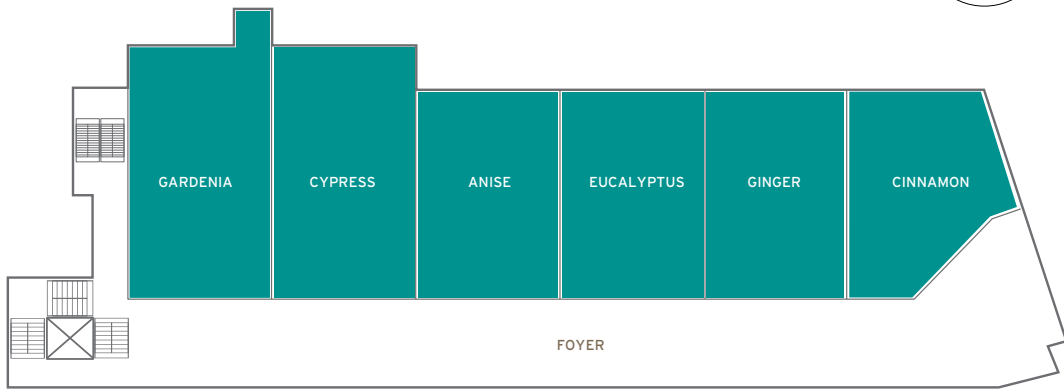 GARDENIA
CYPRESS
ANISE
EUCALYPTUS
GINGER
CINNAMON
FOYER